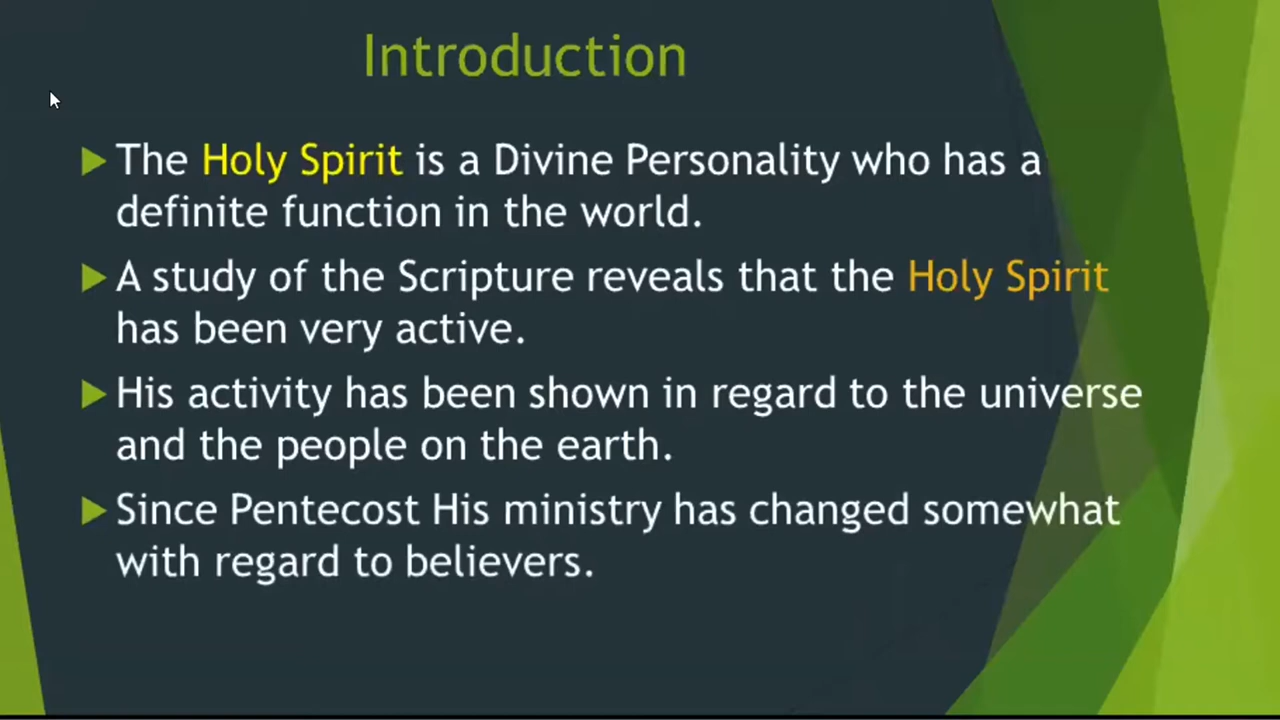 Introduction
The Holy Spirit is a Divine Personality who has a
definite function in the world.
A study of the Scripture reveals that the Holy Spirit
has been very active.
His activity has been shown in regard to the universe
and the people on the earth.
Since Pentecost His ministry has changed somewhat
with regard to believers.